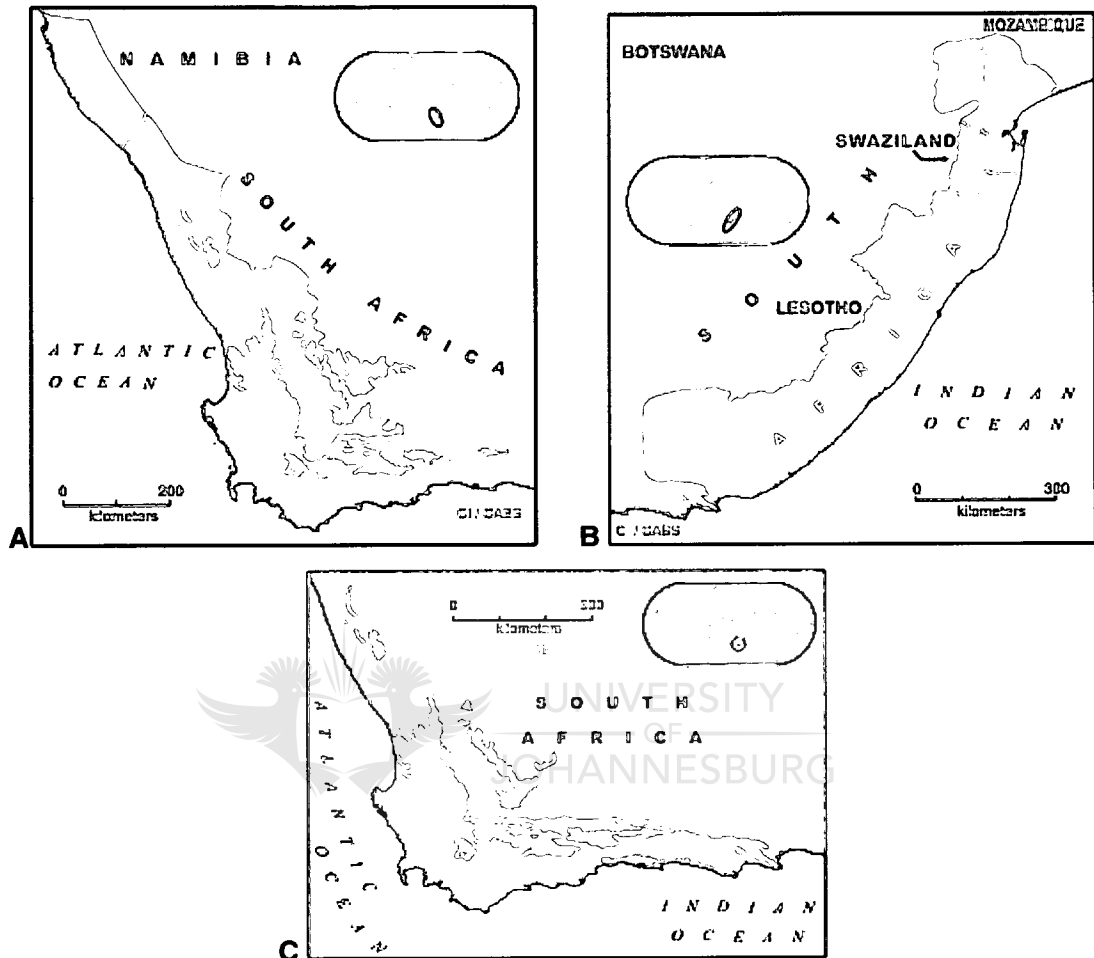 NAMIBIA
SOUTH AFRICA
ATLANTIC
OCEAN
0 200
kilometers
A
MOZAMBIQUE
BOTSWANA
SWAZILAND
SOUTH
AFRICA
LESOTHO
INDIAN
OCEAN
0 300
kilometers
B
0
kilometers
SOUTH
AFRICA
UNIVERSITY
OF
JOHANNESBURG
ATLANTIC
OCEAN
INDIAN
OCEAN
C